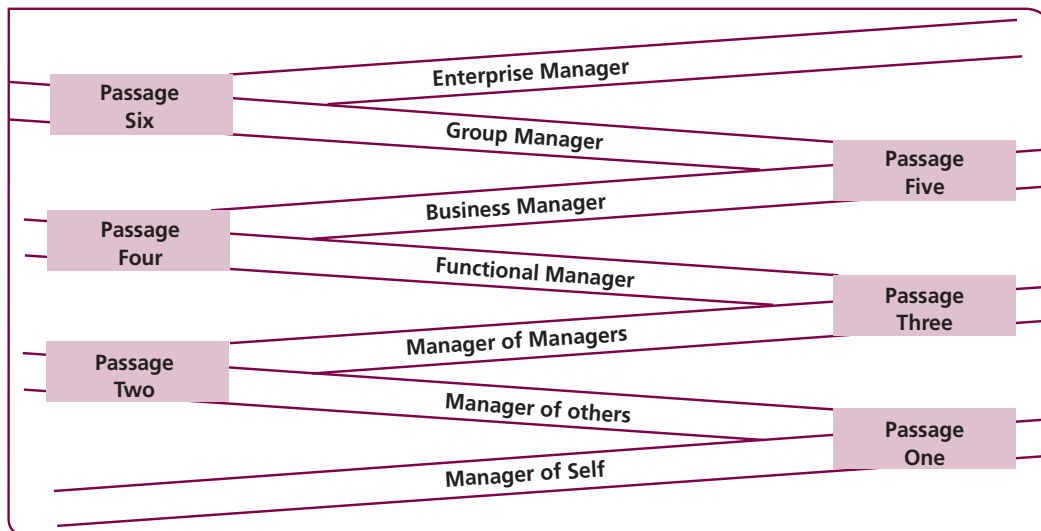 Enterprise Manager
Passage
Six
Group Manager
Passage
Five
Business Manager
Passage
Four
Functional Manager
Passage
Three
Manager of Managers
Passage
Two
Manager of others
Passage
One
Manager of Self